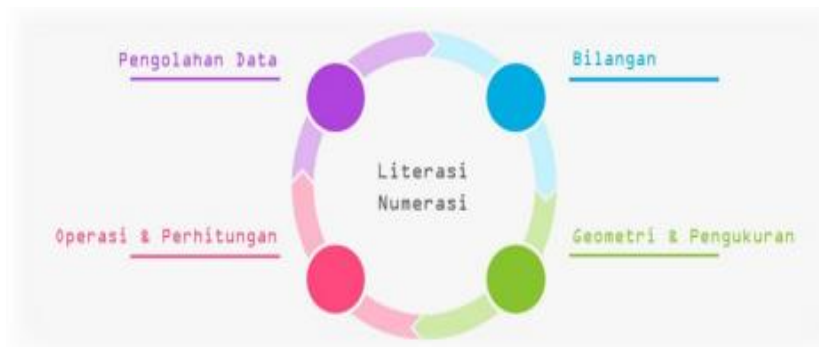 Pengolahan Data
Bilangan
Literasi
Numerasi
Operasi & Perhitungan
Geometri & Pengukuran